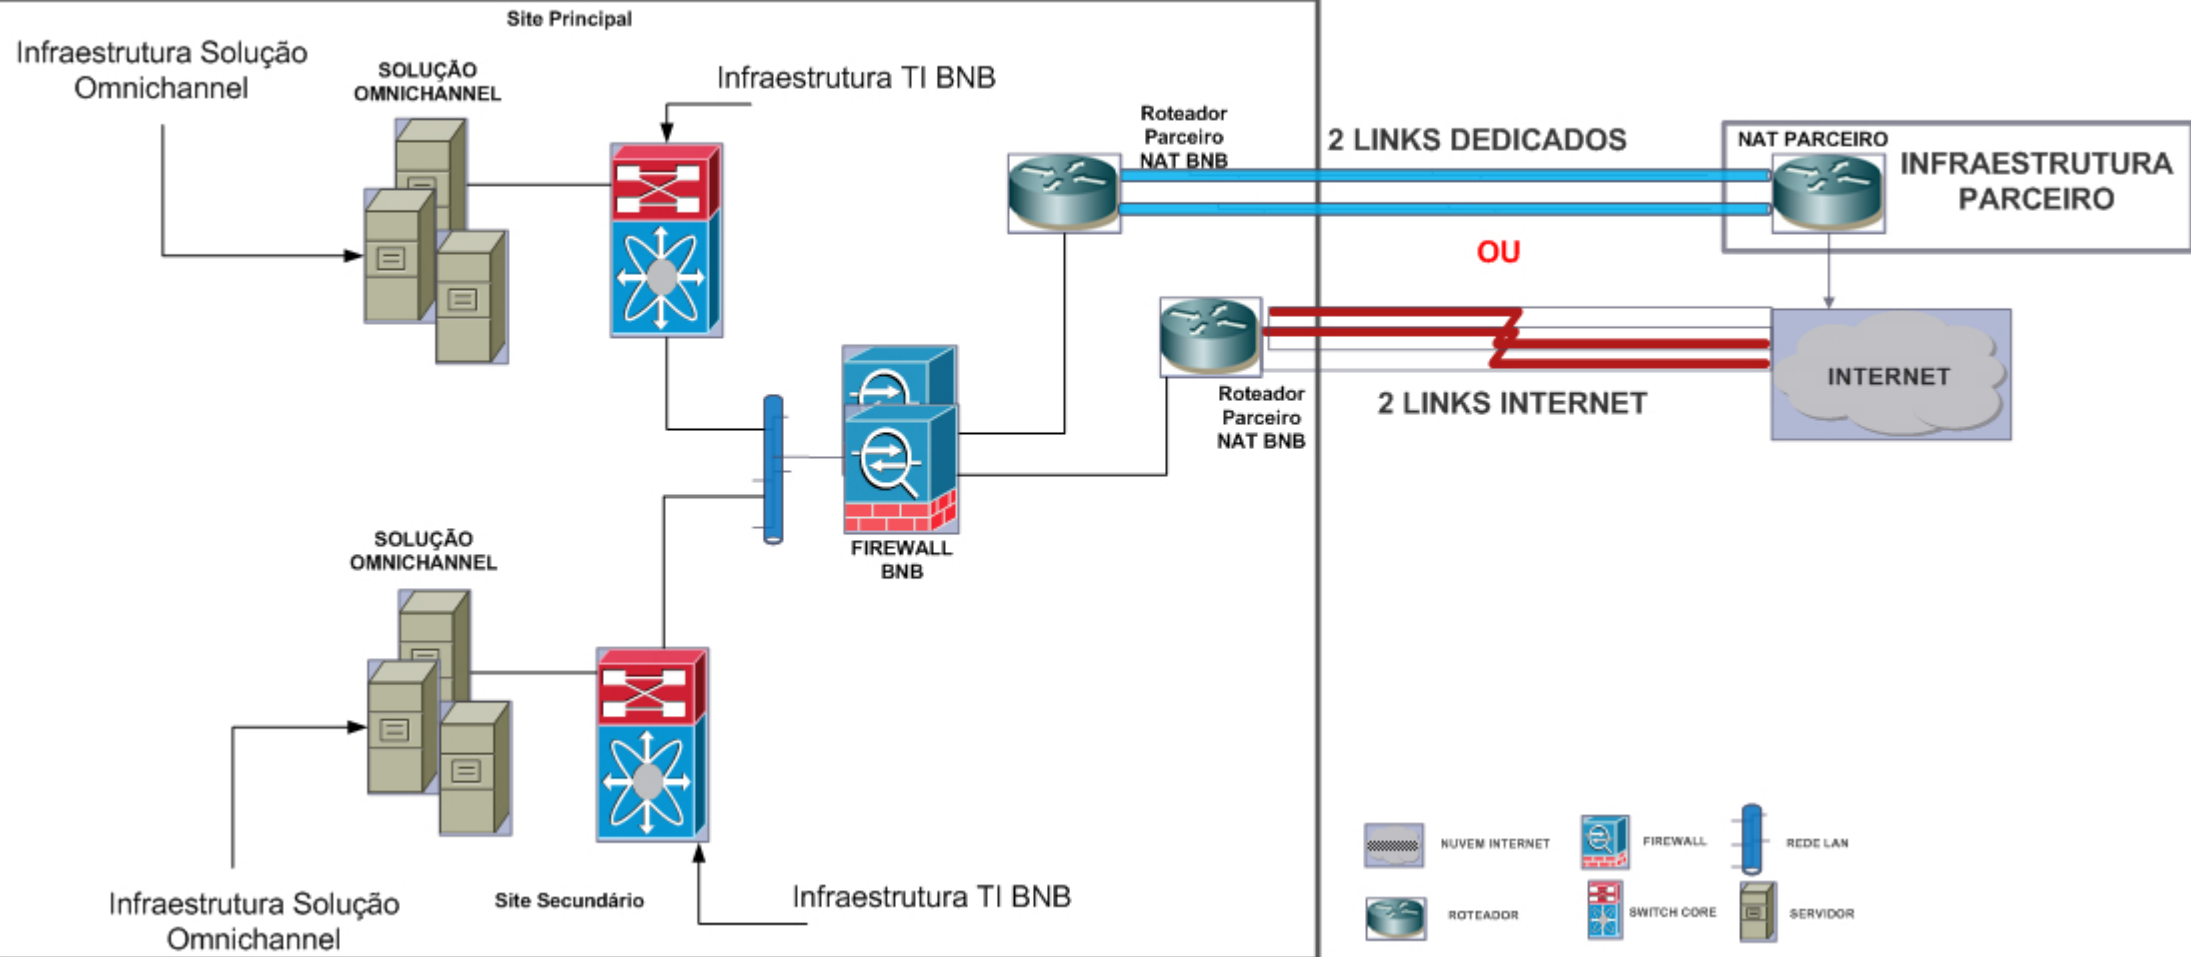 Site Principal
Infraestrutura Solução
Omnichannel
SOLUÇÃO
OMNICHANNEL
Infraestrutura TI BNB
Roteador
Parceiro
NAT BNB
2 LINKS DEDICADOS
NAT PARCEIRO
INFRAESTRUTURA
PARCEIRO
OU
INTERNET
Roteador
Parceiro
NAT BNB
2 LINKS INTERNET
FIREWALL
BNB
SOLUÇÃO
OMNICHANNEL
Infraestrutura Solução
Omnichannel
Site Secundário
Infraestrutura TI BNB
NUVEM INTERNET
FIREWALL
REDE LAN
ROTEADOR
SWITCH CORE
SERVIDOR